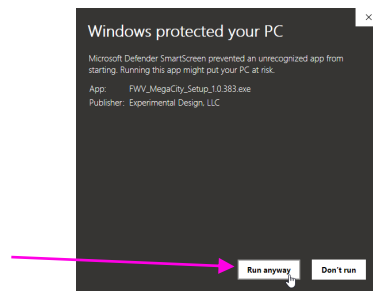 Windows protected your PC
Microsoft Defender SmartScreen prevented an unrecognized app from
starting. Running this app might put your PC at risk.
App: FWV_MegaCity_Setup_1.0.383.exe
Publisher: Experimental Design, LLC
Run anyway Don't run